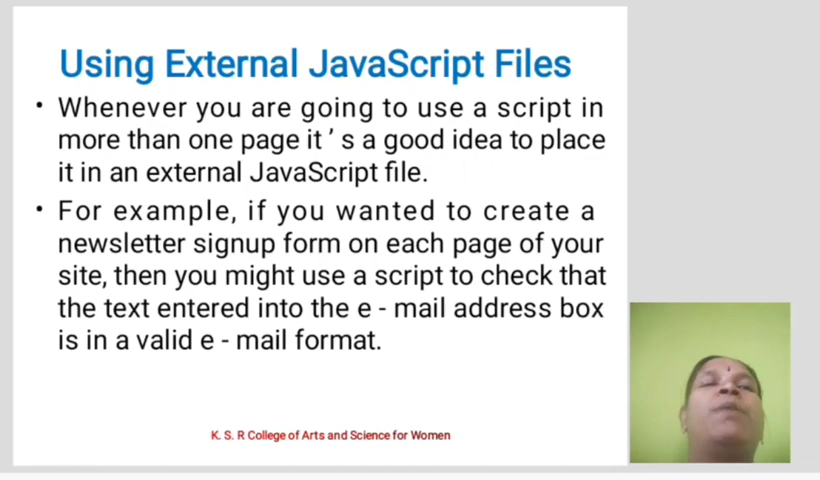 Using External JavaScript Files
• Whenever you are going to use a script in
more than one page it ' s a good idea to place
it in an external JavaScript file.
• For example, if you wanted to create a
newsletter signup form on each page of your
site, then you might use a script to check that
the text entered into the e - mail address box
is in a valid e - mail format.
K. S. R College of Arts and Science for Women